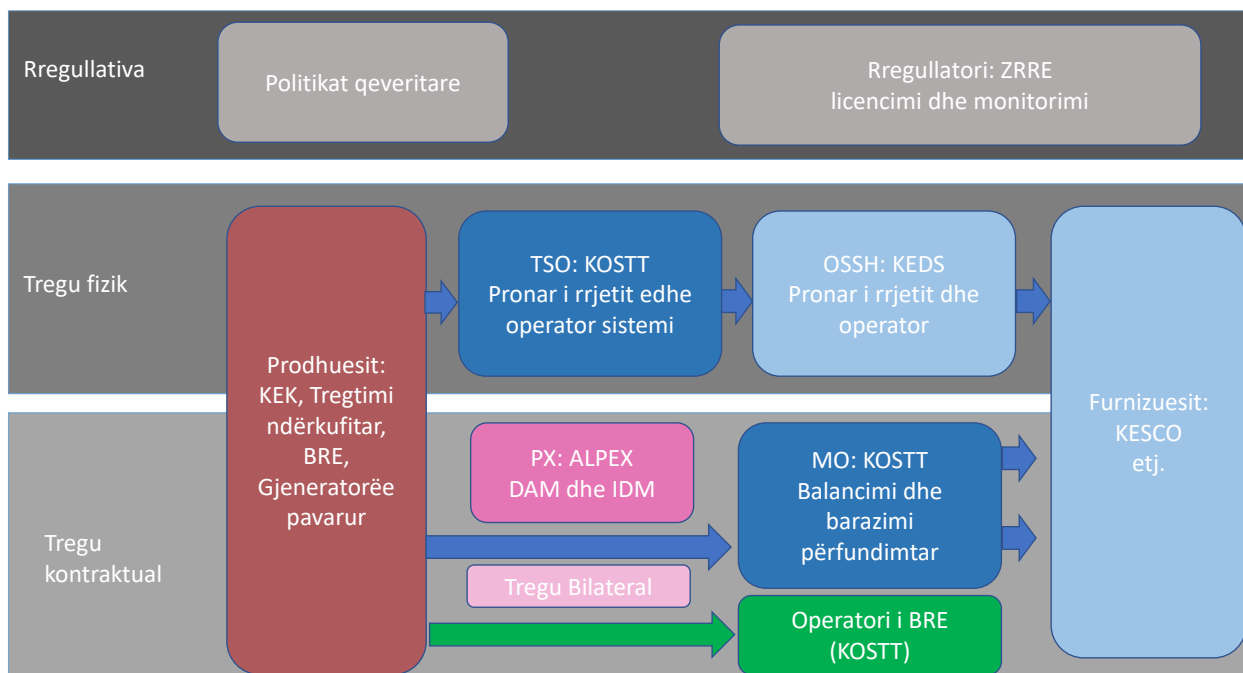 Rregullativa
Politikat qeveritare
Rregullatori: ZRRE
licencimi dhe monitorimi
Tregu fizik
Prodhuesit:
KEK, Tregtimi
ndërkufitar,
BRE,
Gjeneratorëe
pavarur
TSO: KOSTT
Pronar i rrjetit edhe
operator sistemi
OSSH: KEDS
Pronar i rrjetit dhe
operator
Furnizuesit:
KESCO
etj.
Tregu
kontraktual
PX: ALPEX
DAM dhe IDM
Tregu Bilateral
MO: KOSTT
Balancimi dhe
barazimi
përfundimtar
Operatori i BRE
(KOSTT)